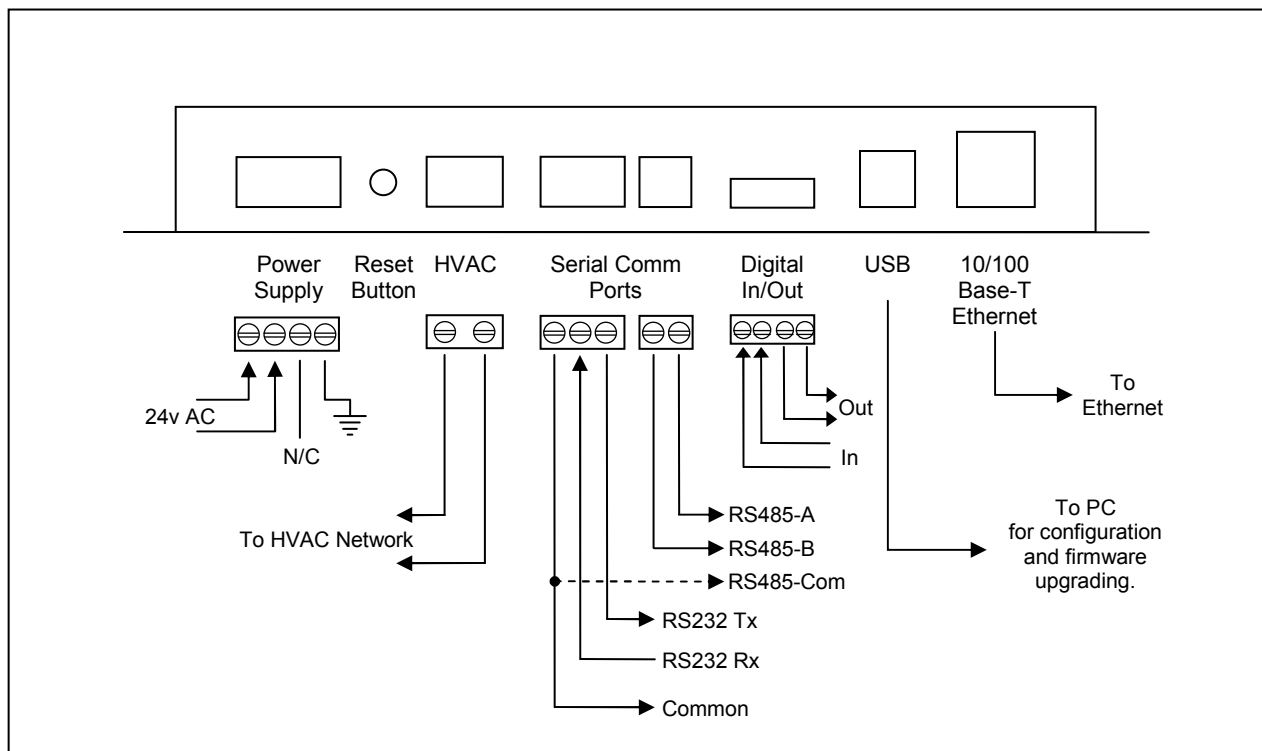 Power
Supply
Reset
Button
HVAC
Serial Comm
Ports
Digital
In/Out
USB
10/100
Base-T
Ethernet
24v AC
N/C
Out
In
To
Ethernet
To HVAC Network
RS485-A
RS485-B
RS485-Com
RS232 Tx
RS232 Rx
Common
To PC
for configuration
and firmware
upgrading.